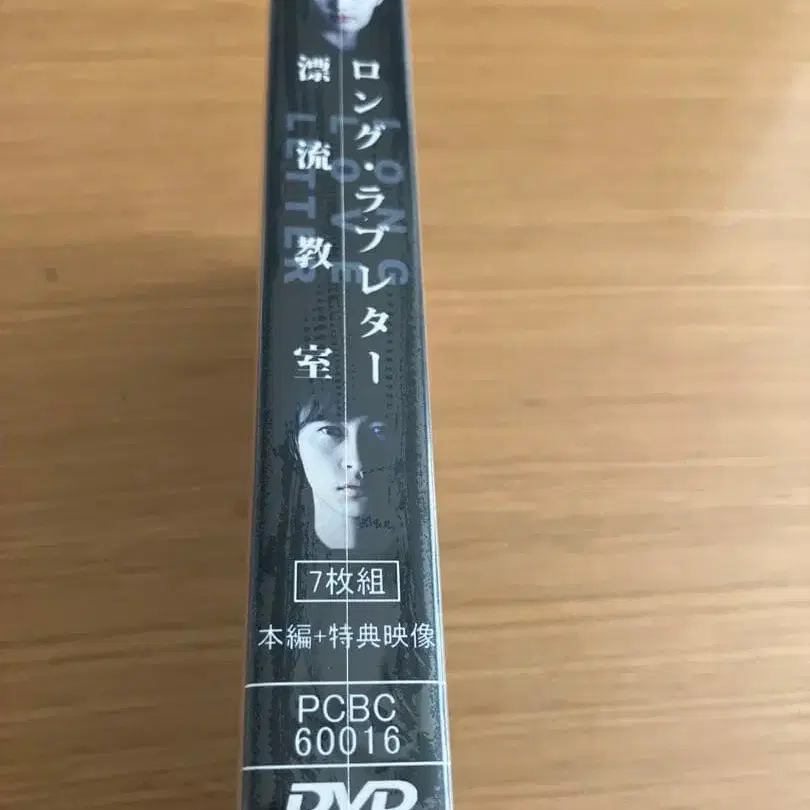 ロング・ラブレター
漂流教室
LONG
LOVE
LETTER
7枚組
本編+特典映像
PCBC
60016
DVD